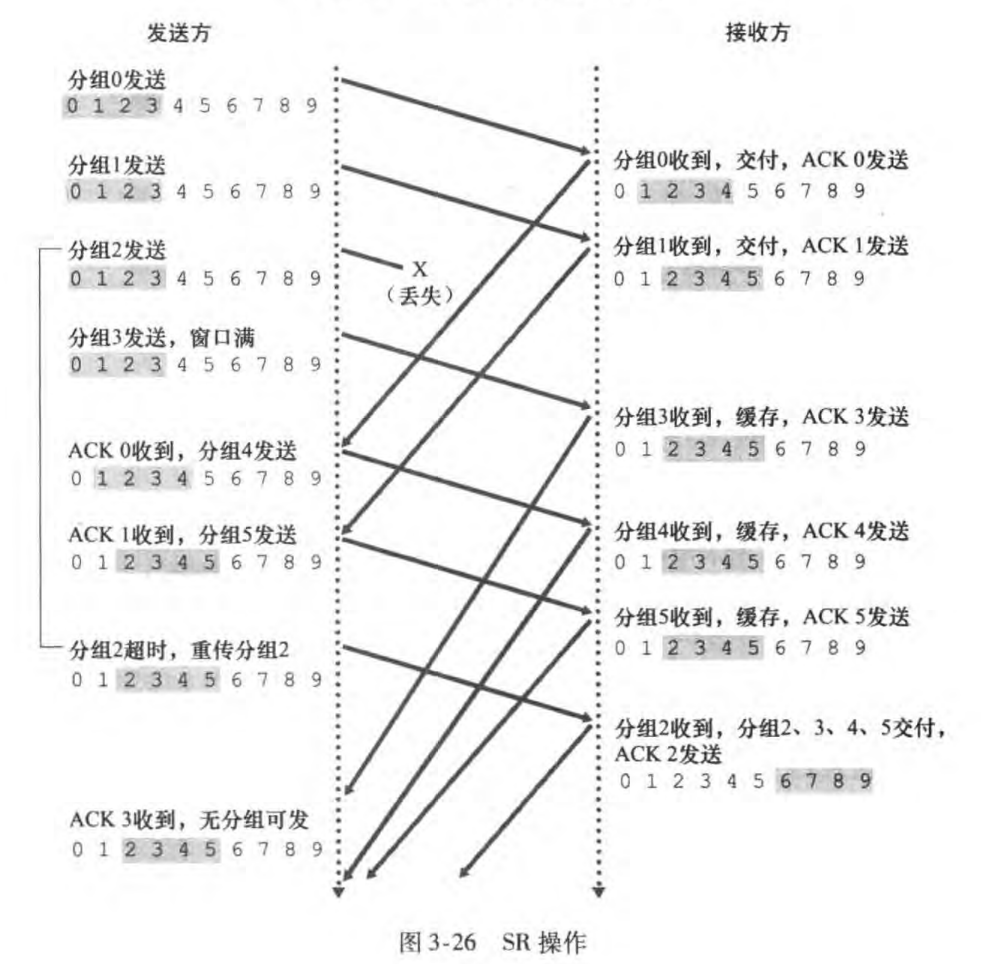 发送方
接收方
分组0发送
0 1 2 3 4 5 6 7 8 9
分组0收到，交付，ACK 0发送
0 1 2 3 4 5 6 7 8 9
分组1发送
0 1 2 3 4 5 6 7 8 9
分组1收到，交付，ACK 1发送
0 1 2 3 4 5 6 7 8 9
分组2发送
0 1 2 3 4 5 6 7 8 9
X
（丢失）
分组3发送，窗口满
0 1 2 3 4 5 6 7 8 9
分组3收到，缓存，ACK 3发送
0 1 2 3 4 5 6 7 8 9
ACK 0收到，分组4发送
0 1 2 3 4 5 6 7 8 9
分组4收到，缓存，ACK 4发送
0 1 2 3 4 5 6 7 8 9
ACK 1收到，分组5发送
0 1 2 3 4 5 6 7 8 9
分组5收到，缓存，ACK 5发送
0 1 2 3 4 5 6 7 8 9
分组2超时，重传分组2
0 1 2 3 4 5 6 7 8 9
分组2收到，分组2、3、4、5交付，
ACK 2发送
0 1 2 3 4 5 6 7 8 9
ACK 3收到，无分组可发
0 1 2 3 4 5 6 7 8 9
图 3-26 SR 操作